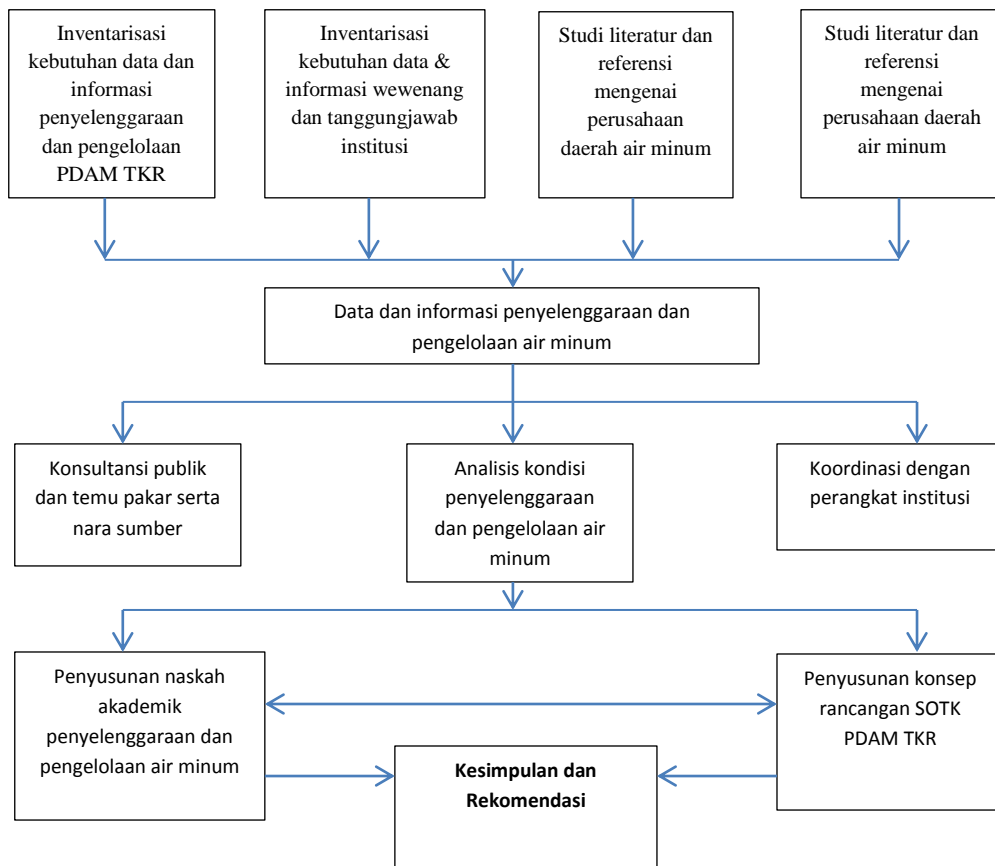 Inventarisasi
kebutuhan data dan
informasi
penyelenggaraan
dan pengelolaan
PDAM TKR
Inventarisasi
kebutuhan data &
informasi wewenang
dan tanggungjawab
institusi
Studi literatur dan
referensi
mengenai
perusahaan
daerah air minum
Studi literatur dan
referensi
mengenai
perusahaan daerah
air minum
Data dan informasi penyelenggaraan dan
pengelolaan air minum
Konsultansi publik
dan temu pakar serta
nara sumber
Analisis kondisi
penyelenggaraan
dan pengelolaan air
minum
Koordinasi dengan
perangkat institusi
Penyusunan naskah
akademik
penyelenggaraan dan
pengelolaan air minum
Penyusunan konsep
rancangan SOTK
PDAM TKR
Kesimpulan dan
Rekomendasi